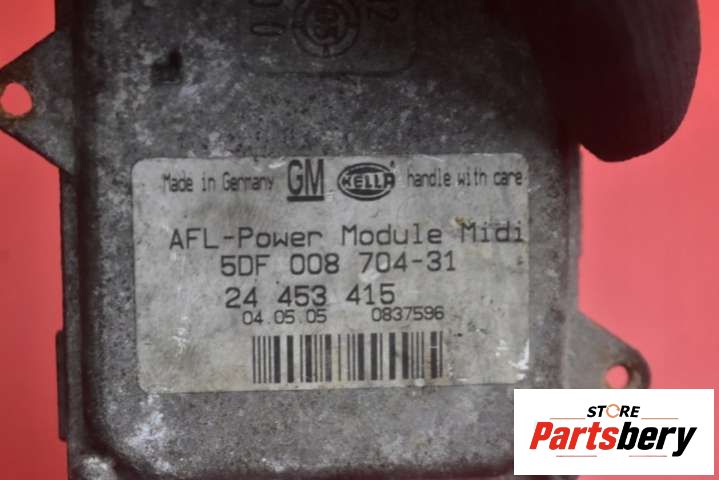 Made in Germany GM HELLA ® handle with care
AFL-Power Module Midi
5DF 008 704-31
24 453 415
04.05.05 0837596
STORE
Partsbery